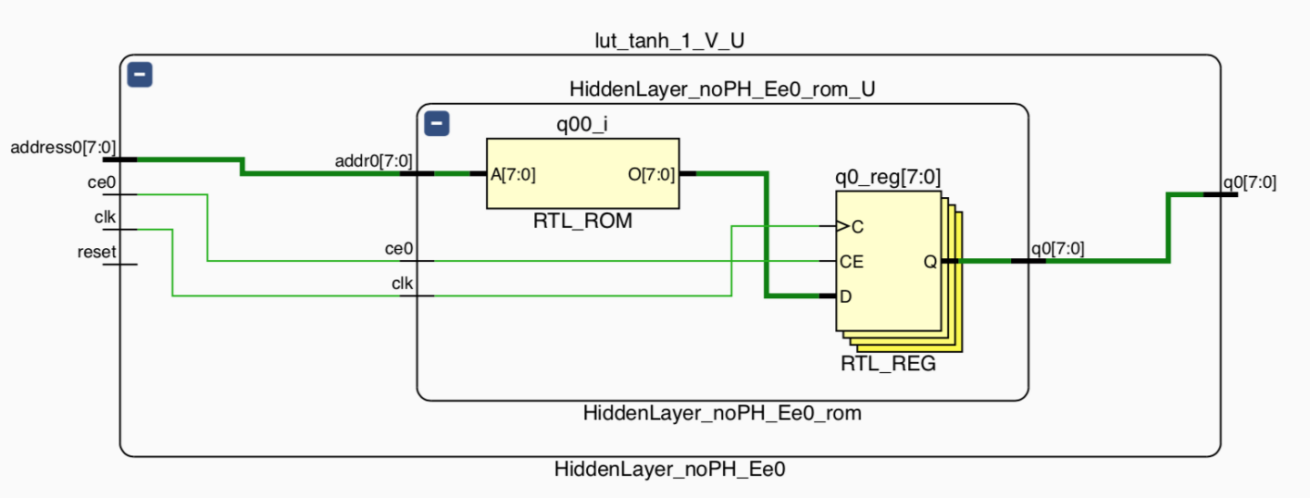 lut_tanh_1_V_U
HiddenLayer_noPH_Ee0_rom_U
q00_i
address0[7:0]
addr0[7:0]
A[7:0]
O[7:0]
RTL_ROM
q0_reg[7:0]
q0[7:0]
ce0
clk
C
reset
ce0
CE
Q
q0[7:0]
clk
D
RTL_REG
HiddenLayer_noPH_Ee0_rom
HiddenLayer_noPH_Ee0